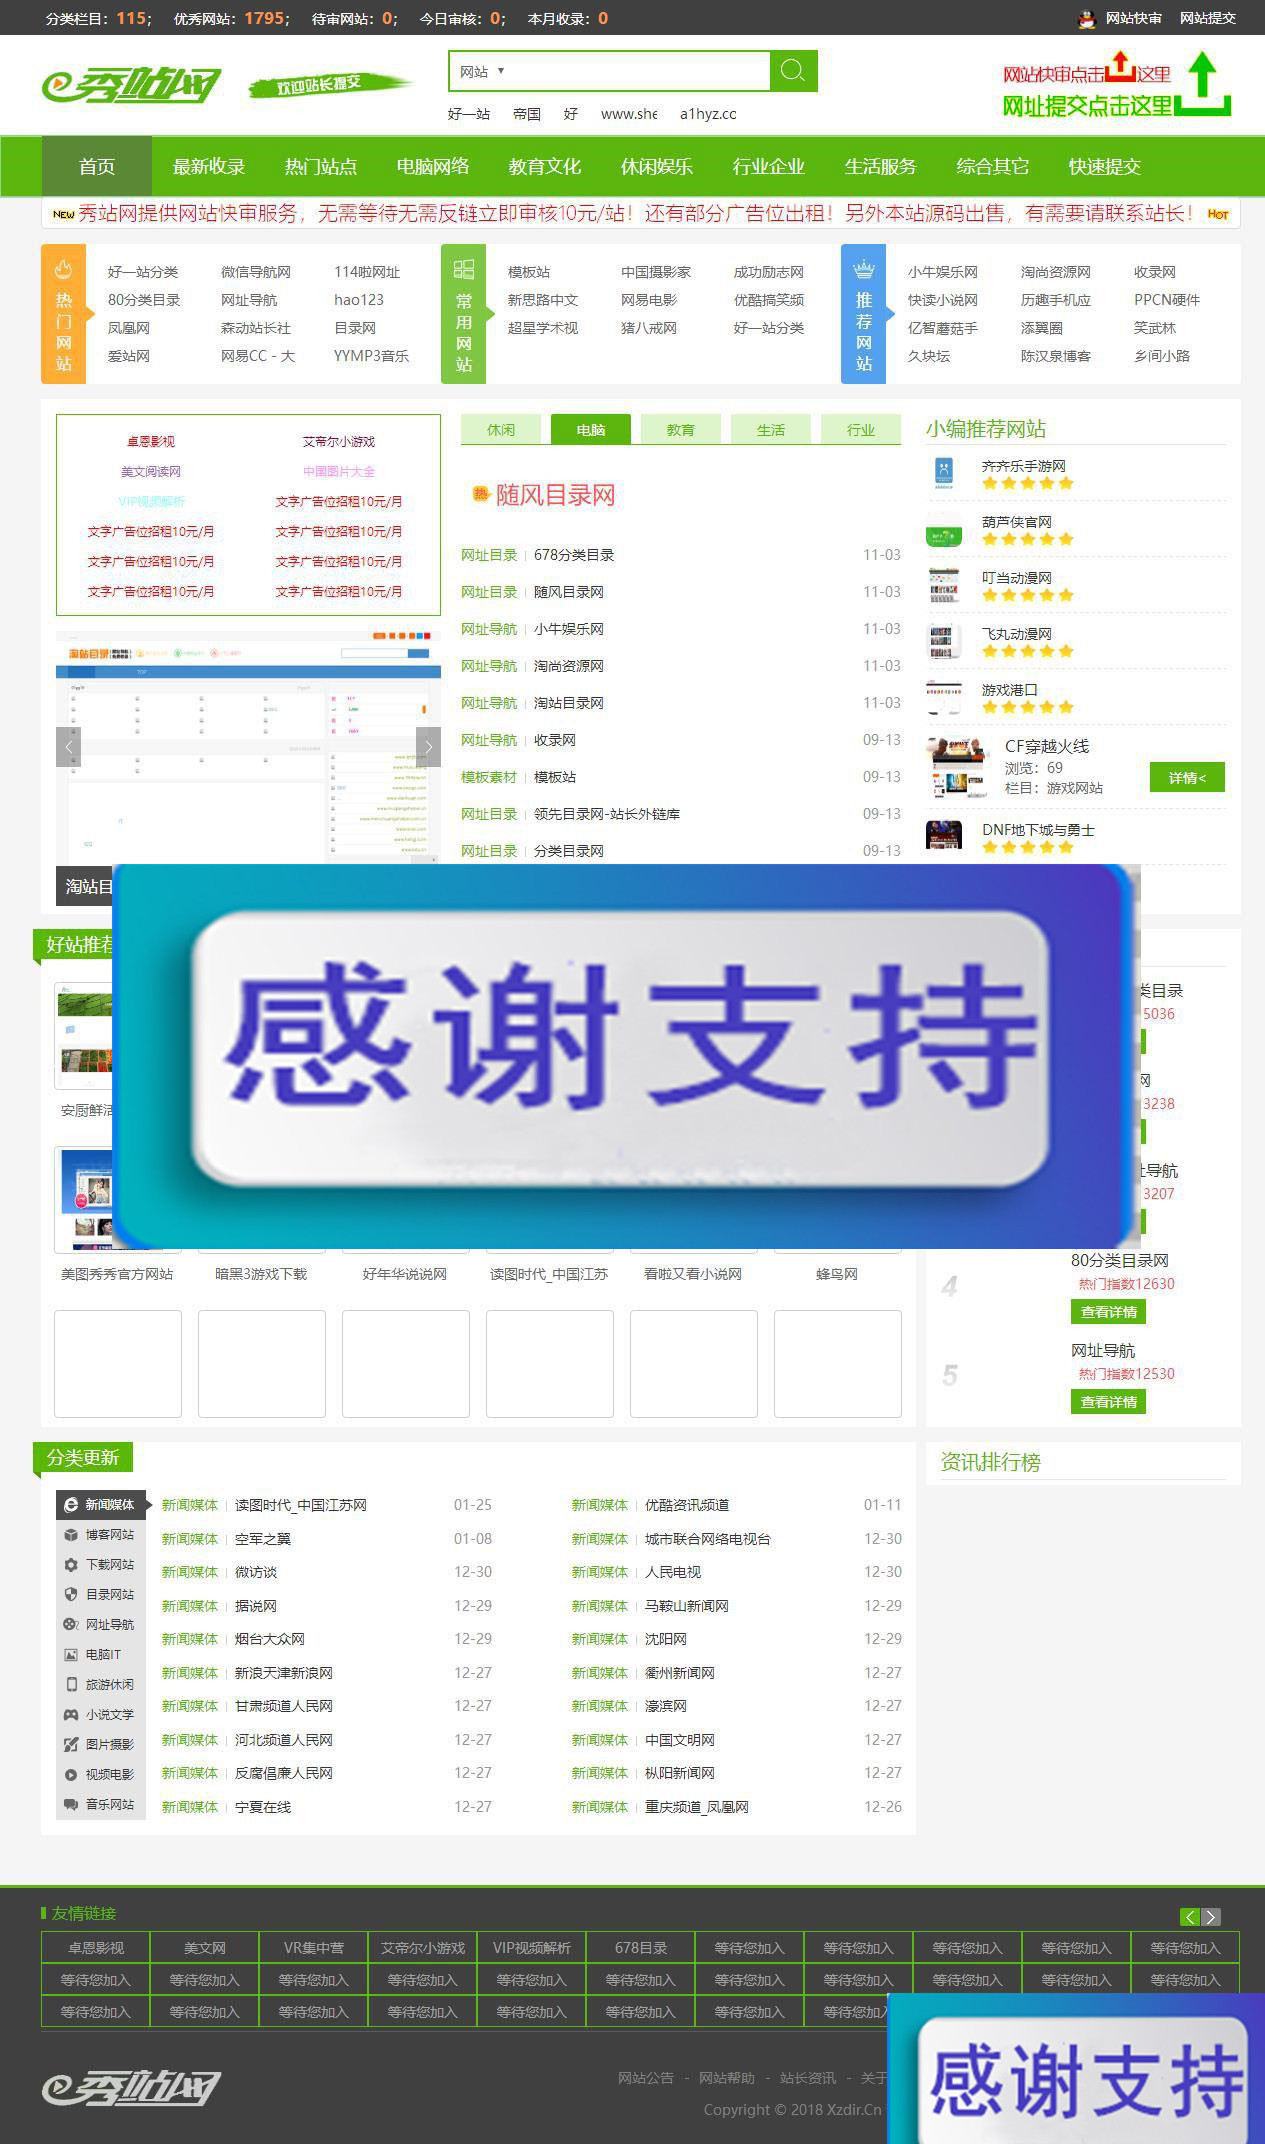 分类栏目：115； 优秀网站：1795； 待审网站：0； 今日审核：0； 本月收录：0
网站快审 网站提交
e秀站网
欢迎站长提交
网站
好一站 帝国 好 www.she a1hyz.cc
网站快审点击 这里
网址提交点击这里
首页 最新收录 热门站点 电脑网络 教育文化 休闲娱乐 行业企业 生活服务 综合其它 快速提交
NEW 秀站网提供网站快审服务，无需等待无需反链立即审核10元/站！还有部分广告位出租！另外本站源码出售，有需要请联系站长！ HOT
热门网站
好一站分类 微信导航网 114啦网址
80分类目录 网址导航 hao123
凤凰网 森动站长社 目录网
爱站网 网易CC - 大 YYMP3音乐
常用网站
模板站 中国摄影家 成功励志网
新思路中文 网易电影 优酷搞笑频
超星学术视 猪八戒网 好一站分类
推荐网站
小牛娱乐网 淘尚资源网 收录网
快读小说网 历趣手机应 PPCN硬件
亿智蘑菇手 添翼圈 笑武林
久块坛 陈汉泉博客 乡间小路
卓恩影视 艾帝尔小游戏
美文阅读网 中国图片大全
VIP视频解析 文字广告位招租10元/月
文字广告位招租10元/月 文字广告位招租10元/月
文字广告位招租10元/月 文字广告位招租10元/月
文字广告位招租10元/月 文字广告位招租10元/月
淘站目录
淘站目
休闲 电脑 教育 生活 行业
热 随风目录网
网址目录 678分类目录 11-03
网址目录 随风目录网 11-03
网址导航 小牛娱乐网 11-03
网址导航 淘尚资源网 11-03
网址导航 淘站目录网 11-03
网址导航 收录网 09-13
模板素材 模板站 09-13
网址目录 领先目录网-站长外链库 09-13
网址目录 分类目录网 09-13
小编推荐网站
齐齐乐手游网
葫芦侠官网
叮当动漫网
飞丸动漫网
游戏港口
CF穿越火线
浏览：69
栏目：游戏网站
详情<
DNF地下城与勇士
好站推荐
感谢支持
安厨鲜活
美图秀秀官方网站 暗黑3游戏下载 好年华说说网 读图时代_中国江苏 看啦又看小说网 蜂鸟网
类目录
5036
网
3238
址导航
3207
4
80分类目录网
热门指数12630
查看详情
5
网址导航
热门指数12530
查看详情
分类更新
新闻媒体
博客网站
下载网站
目录网站
网址导航
电脑IT
旅游休闲
小说文学
图片摄影
视频电影
音乐网站
新闻媒体 读图时代_中国江苏网 01-25 新闻媒体 优酷资讯频道 01-11
新闻媒体 空军之翼 01-08 新闻媒体 城市联合网络电视台 12-30
新闻媒体 微访谈 12-30 新闻媒体 人民电视 12-30
新闻媒体 据说网 12-29 新闻媒体 马鞍山新闻网 12-29
新闻媒体 烟台大众网 12-29 新闻媒体 沈阳网 12-29
新闻媒体 新浪天津新浪网 12-27 新闻媒体 衢州新闻网 12-27
新闻媒体 甘肃频道人民网 12-27 新闻媒体 濠滨网 12-27
新闻媒体 河北频道人民网 12-27 新闻媒体 中国文明网 12-27
新闻媒体 反腐倡廉人民网 12-27 新闻媒体 枞阳新闻网 12-27
新闻媒体 宁夏在线 12-27 新闻媒体 重庆频道_凤凰网 12-26
资讯排行榜
友情链接
卓恩影视 美文网 VR集中营 艾帝尔小游戏 VIP视频解析 678目录 等待您加入 等待您加入 等待您加入 等待您加入 等待您加入
等待您加入 等待您加入 等待您加入 等待您加入 等待您加入 等待您加入 等待您加入 等待您加入 等待您加入 等待您加入 等待您加入
等待您加入 等待您加入 等待您加入 等待您加入 等待您加入 等待您加入 等待您加入 等待您加入
e秀站网
网站公告 - 网站帮助 - 站长资讯 - 关于
Copyright © 2018 Xzdir.Cn
感谢支持